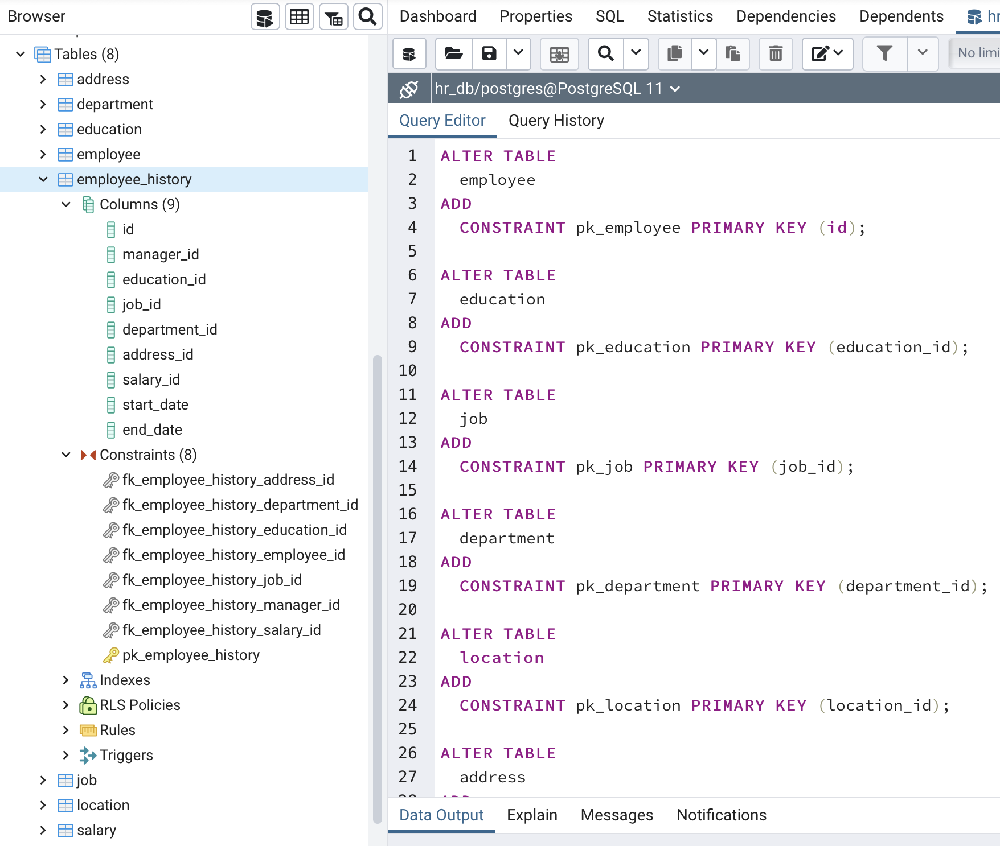 Browser
Tables (8)
address
department
education
employee
employee_history
Columns (9)
id
manager_id
education_id
job_id
department_id
address_id
salary_id
start_date
end_date
Constraints (8)
fk_employee_history_address_id
fk_employee_history_department_id
fk_employee_history_education_id
fk_employee_history_employee_id
fk_employee_history_job_id
fk_employee_history_manager_id
fk_employee_history_salary_id
pk_employee_history
Indexes
RLS Policies
Rules
Triggers
job
location
salary
Dashboard Properties SQL Statistics Dependencies Dependents hr
No limi
hr_db/postgres@PostgreSQL 11
Query Editor Query History
1 ALTER TABLE
2 employee
3 ADD
4 CONSTRAINT pk_employee PRIMARY KEY (id);
5
6 ALTER TABLE
7 education
8 ADD
9 CONSTRAINT pk_education PRIMARY KEY (education_id);
10
11 ALTER TABLE
12 job
13 ADD
14 CONSTRAINT pk_job PRIMARY KEY (job_id);
15
16 ALTER TABLE
17 department
18 ADD
19 CONSTRAINT pk_department PRIMARY KEY (department_id);
20
21 ALTER TABLE
22 location
23 ADD
24 CONSTRAINT pk_location PRIMARY KEY (location_id);
25
26 ALTER TABLE
27 address
Data Output Explain Messages Notifications